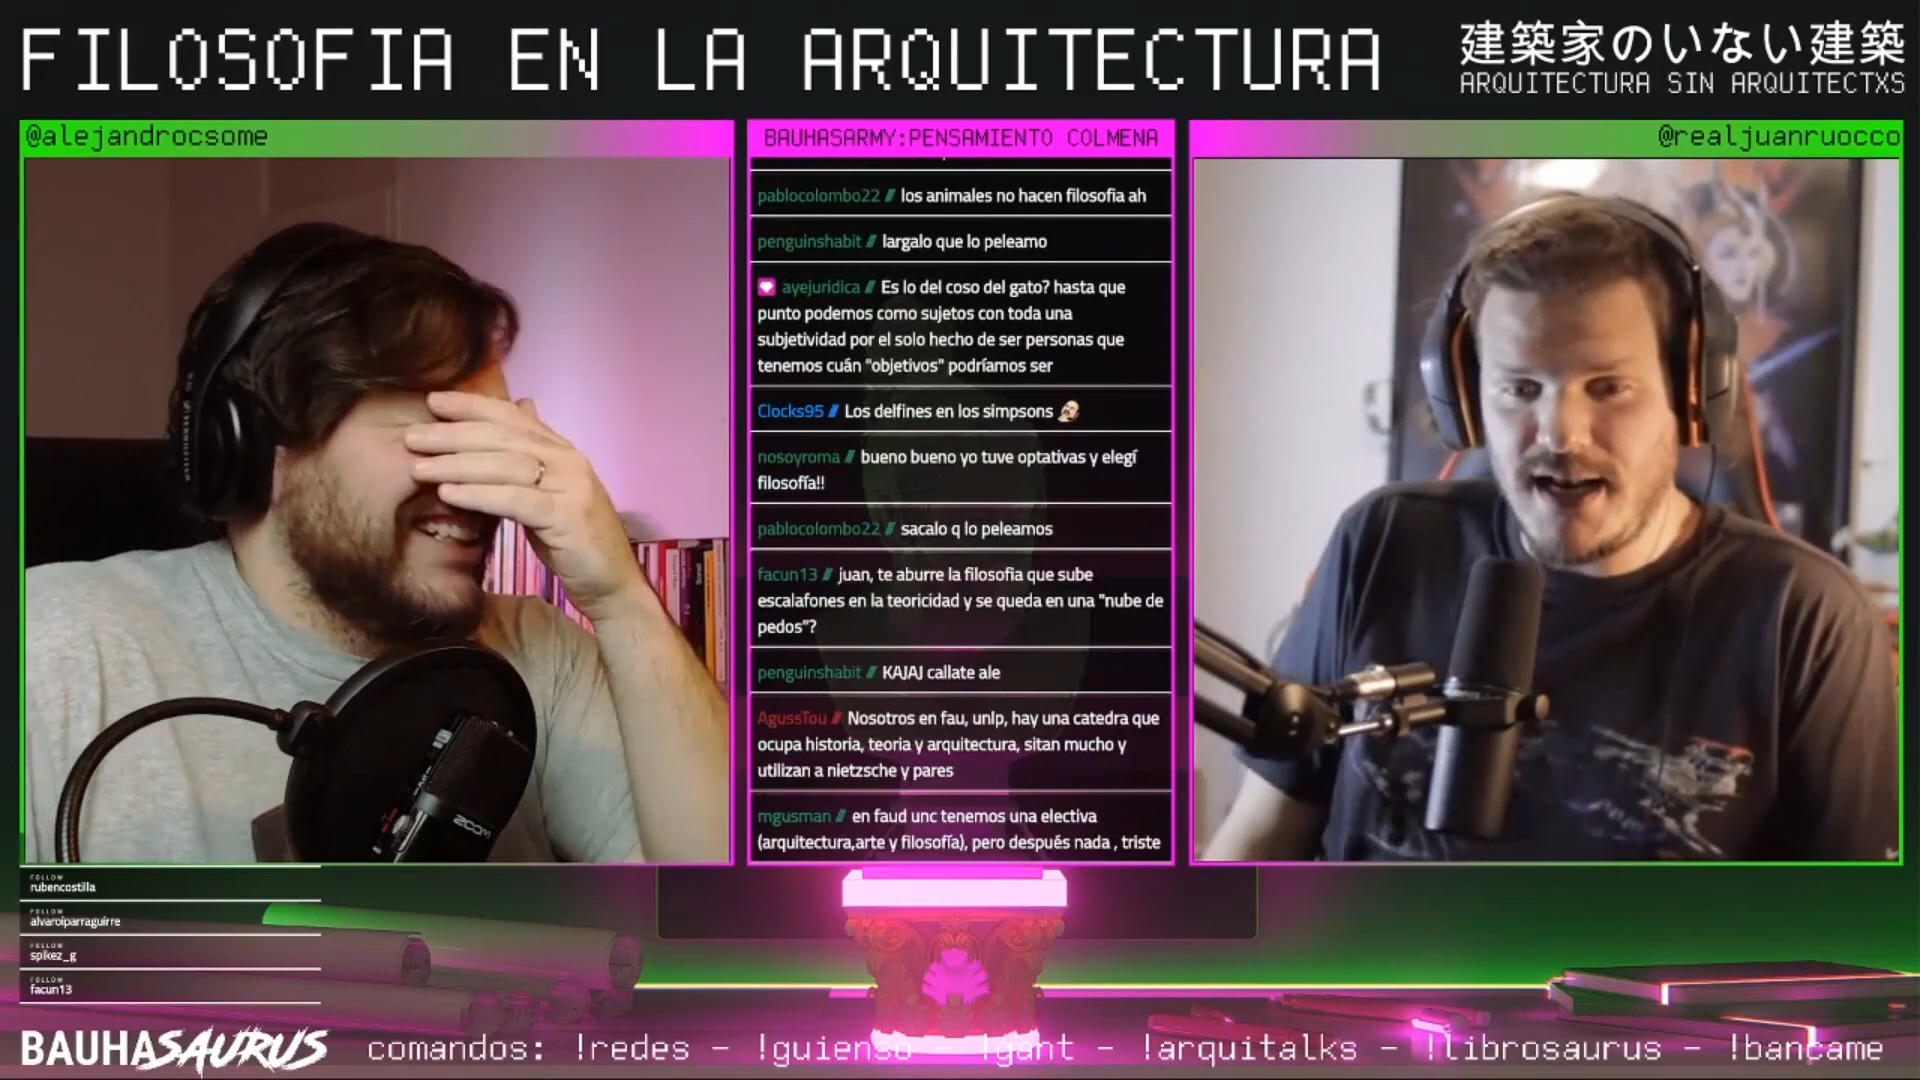 FILOSOFIA EN LA ARQUITECTURA
建築家のいない建築
ARQUITECTURA SIN ARQUITECTXS
@alejandrocsome
BAUHASARMY:PENSAMIENTO COLMENA
@realjuanruocco
pablocolombo22 // los animales no hacen filosofia ah
penguinshabit // largalo que lo peleamo
ayejuridica // Es lo del coso del gato? hasta que
punto podemos como sujetos con toda una
subjetividad por el solo hecho de ser personas que
tenemos cuán "objetivos" podríamos ser
Clocks95 // Los delfines en los simpsons
nosoyroma // bueno bueno yo tuve optativas y elegí
filosofía!!
pablocolombo22 // sacalo q lo peleamos
facun13 // juan, te aburre la filosofia que sube
escalafones en la teoricidad y se queda en una "nube de
pedos"?
penguinshabit // KAJAJ callate ale
AgussTou // Nosotros en fau, unlp, hay una catedra que
ocupa historia, teoria y arquitectura, sitan mucho y
utilizan a nietzsche y pares
mgusman // en faud unc tenemos una electiva
(arquitectura,arte y filosofía), pero después nada , triste
zoom
FOLLOW
rubencostilla
FOLLOW
alvaroiparraguirre
FOLLOW
spikez_g
FOLLOW
facun13
BAUHASAURUS
comandos: !redes - !guienso - !gant - !arquitalks - !librosaurus - !bancame